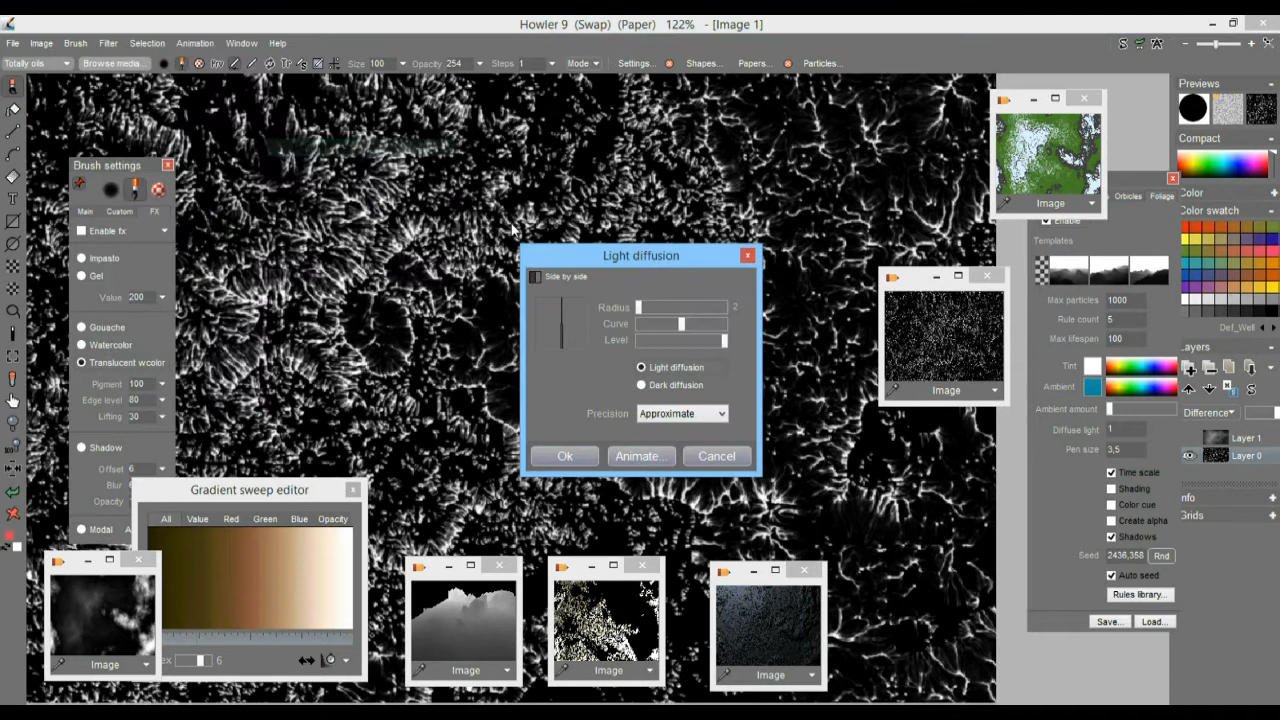 Howler 9 (Swap) (Paper) 122% - [Image 1]
File Image Brush Filter Selection Animation Window Help
Totally oils Browse media... Prv Tr Size 100 Opacity 254 Steps 1 Mode Settings... Shapes... Papers... Particles...
Previews
Compact
Color
Color swatch
Def_Well
Layers
Difference
Layer 1
Layer 0
Info
Grids
Brush settings
Main Custom FX
Enable fx
Impasto
Gel
Value 200
Gouache
Watercolor
Translucent wcolor
Pigment 100
Edge level 80
Lifting 30
Shadow
Offset 6
Blur
Opacity
Modal
Gradient sweep editor
All Value Red Green Blue Opacity
6
Light diffusion
Side by side
Radius 2
Curve
Level
Light diffusion
Dark diffusion
Precision Approximate
Ok Animate... Cancel
Image
Image
Image
Image
Image
Image
Orbicles Foliage
Enable
Templates
Max particles 1000
Rule count 5
Max lifespan 100
Tint
Ambient
Ambient amount
Diffuse light 1
Pen size 3,5
Time scale
Shading
Color cue
Create alpha
Shadows
Seed 2436,358 Rnd
Auto seed
Rules library...
Save... Load...